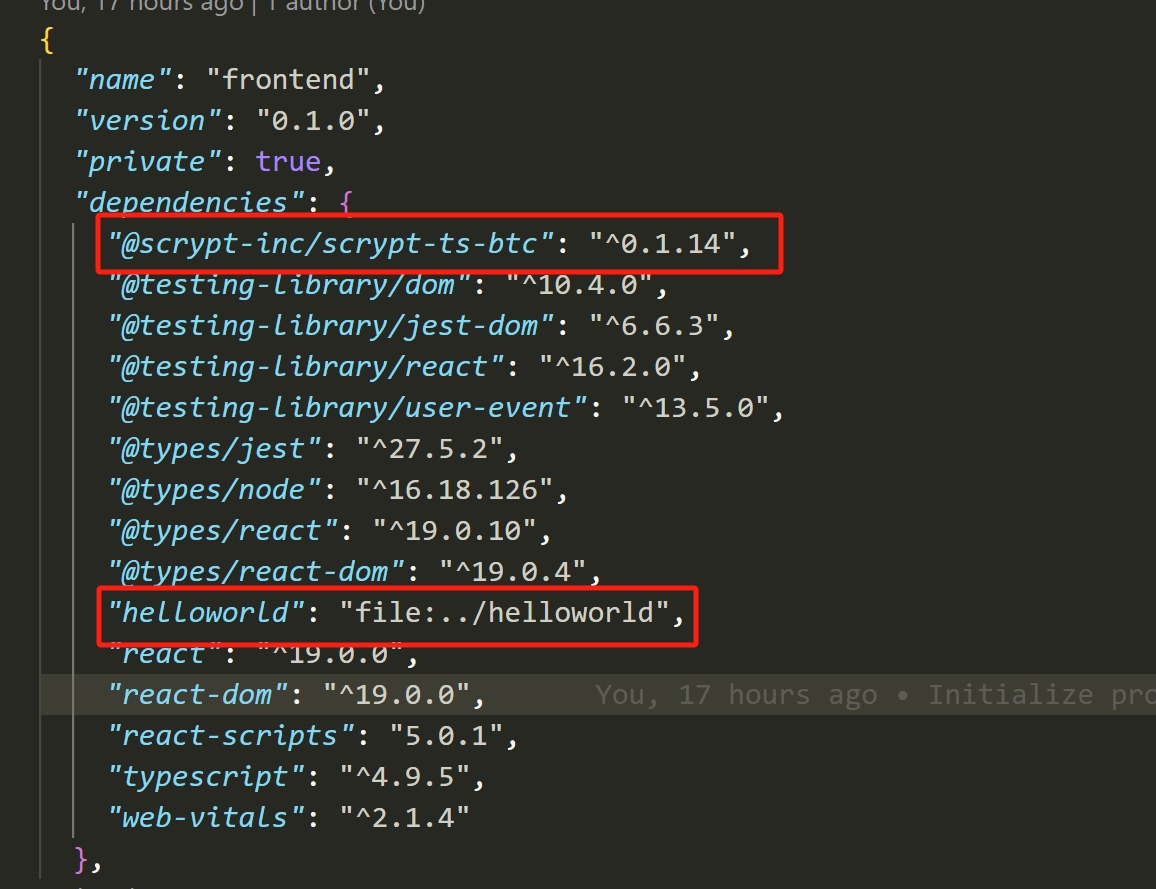 You, 17 hours ago | 1 author (You)
{
"name": "frontend",
"version": "0.1.0",
"private": true,
"dependencies": {
"@scrypt-inc/scrypt-ts-btc": "^0.1.14",
"@testing-library/dom": "^10.4.0",
"@testing-library/jest-dom": "^6.6.3",
"@testing-library/react": "^16.2.0",
"@testing-library/user-event": "^13.5.0",
"@types/jest": "^27.5.2",
"@types/node": "^16.18.126",
"@types/react": "^19.0.10",
"@types/react-dom": "^19.0.4",
"helloworld": "file:../helloworld",
"react": "^19.0.0",
"react-dom": "^19.0.0", You, 17 hours ago • Initialize pro
"react-scripts": "5.0.1",
"typescript": "^4.9.5",
"web-vitals": "^2.1.4"
},